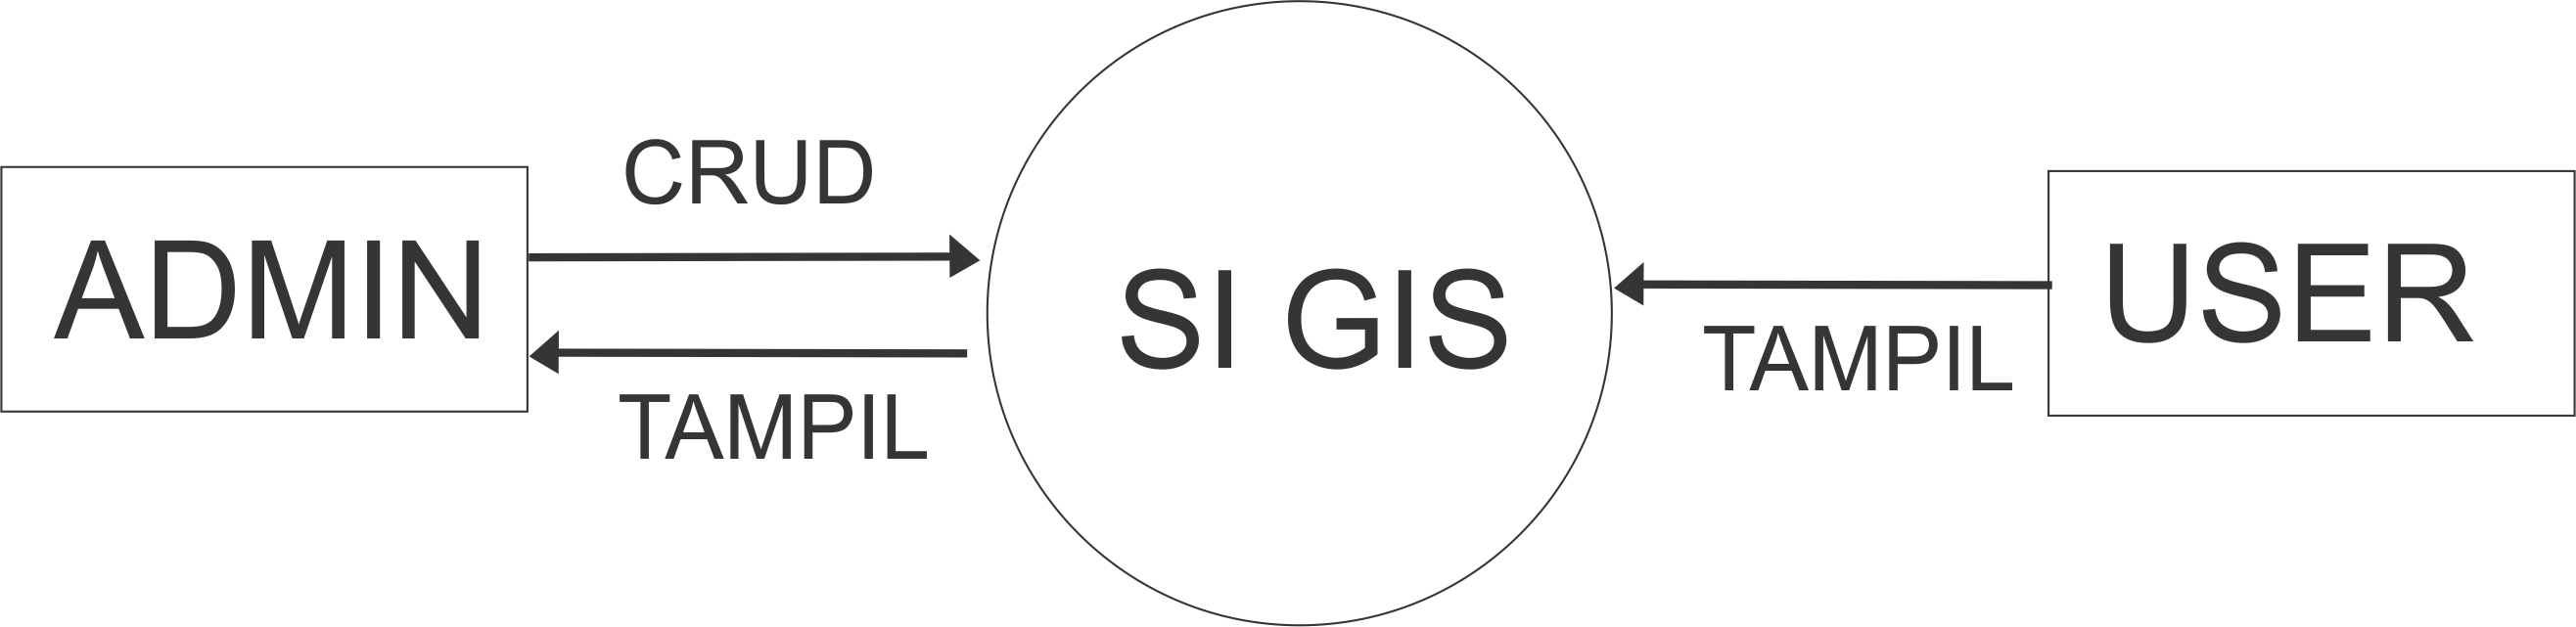 ADMIN
CRUD
TAMPIL
SI GIS
TAMPIL
USER